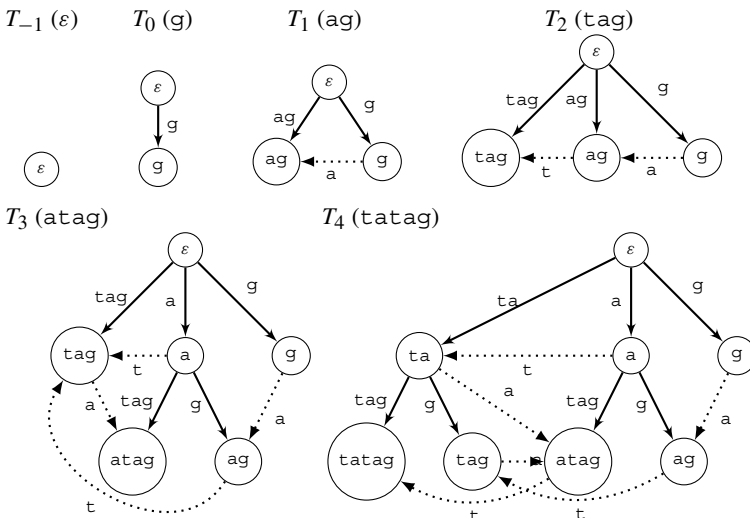 T₋₁ (ε) T₀ (g) T₁ (ag) T₂ (tag)
ε
g
g
ε
ε
ag g
ag a g
ε
tag ag g
tag t ag a g
T₃ (atag) T₄ (tatag)
ε
tag a g
tag t a g
a tag g a
atag ag
t
ε
ta a g
ta t a g
tag g a tag g a
tatag tag a atag ag
t t